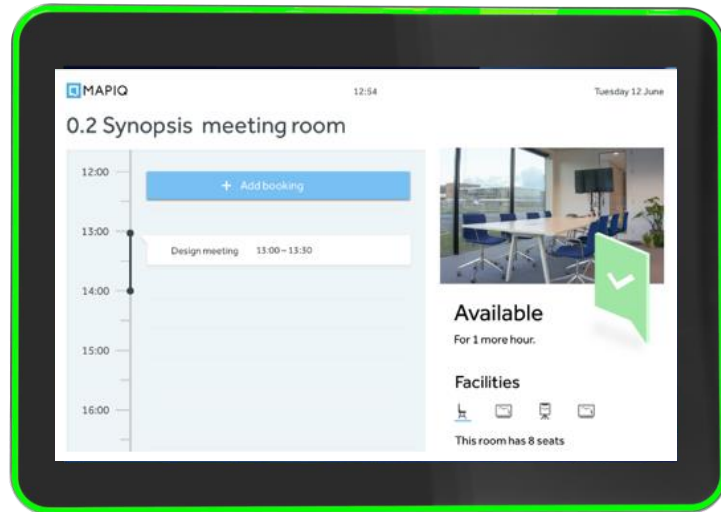 MAPIQ
12:54
Tuesday 12 June
0.2 Synopsis meeting room
12:00
+ Add booking
13:00
Design meeting 13:00–13:30
14:00
15:00
16:00
Available
For 1 more hour.
Facilities
This room has 8 seats